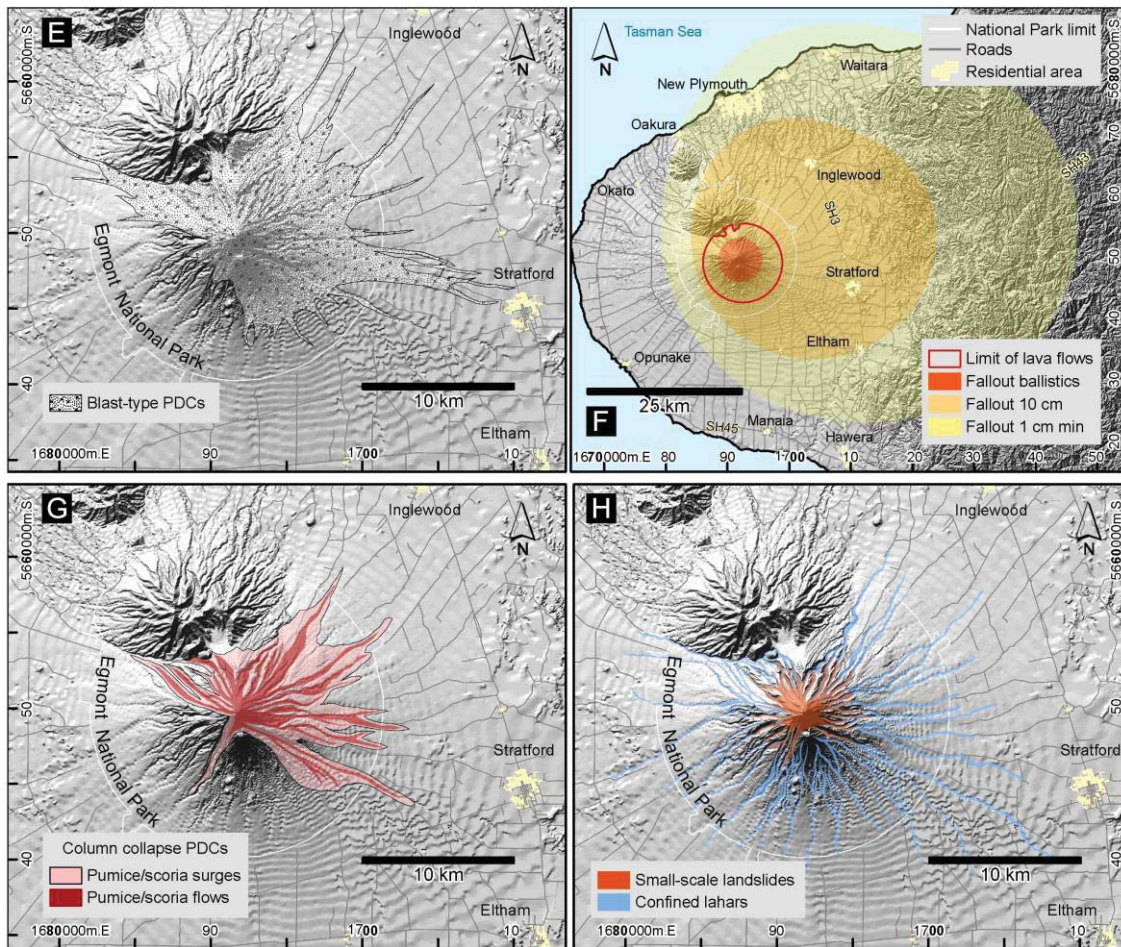 E
Inglewood
N
5660000m.S
50
Stratford
Egmont National Park
40
Blast-type PDCs
10 km
Eltham
1680000m.E
90
1700
10
Tasman Sea
N
National Park limit
Roads
Residential area
Waitara
New Plymouth
Oakura
Okato
Inglewood
SH3
SH43
Stratford
Eltham
Opunake
25 km
F
SH45
Manaia
Hawera
Limit of lava flows
Fallout ballistics
Fallout 10 cm
Fallout 1 cm min
5680000m.S
70
60
50
40
30
20
1670000m.E
80
90
1700
10
20
30
40
50
G
Inglewood
N
5660000m.S
50
Stratford
Egmont National Park
40
Column collapse PDCs
Pumice/scoria surges
Pumice/scoria flows
10 km
Eltham
1680000m.E
90
1700
10
H
Inglewood
N
5660000m.S
50
Stratford
Egmont National Park
40
Small-scale landslides
Confined lahars
10 km
Eltham
1680000m.E
90
1700
10